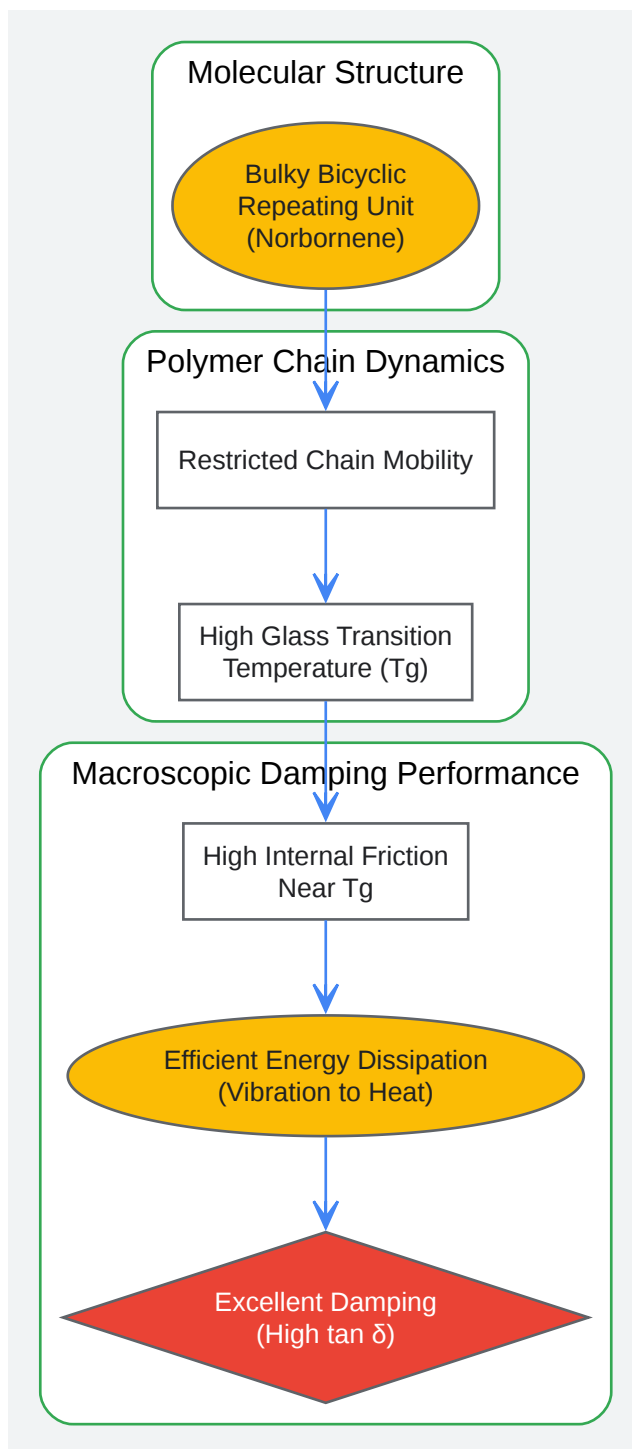 Molecular Structure
Bulky Bicyclic
Repeating Unit
(Norbornene)
Polymer Chain Dynamics
Restricted Chain Mobility
High Glass Transition
Temperature (Tg)
Macroscopic Damping Performance
High Internal Friction
Near Tg
Efficient Energy Dissipation
(Vibration to Heat)
Excellent Damping
(High tan δ)